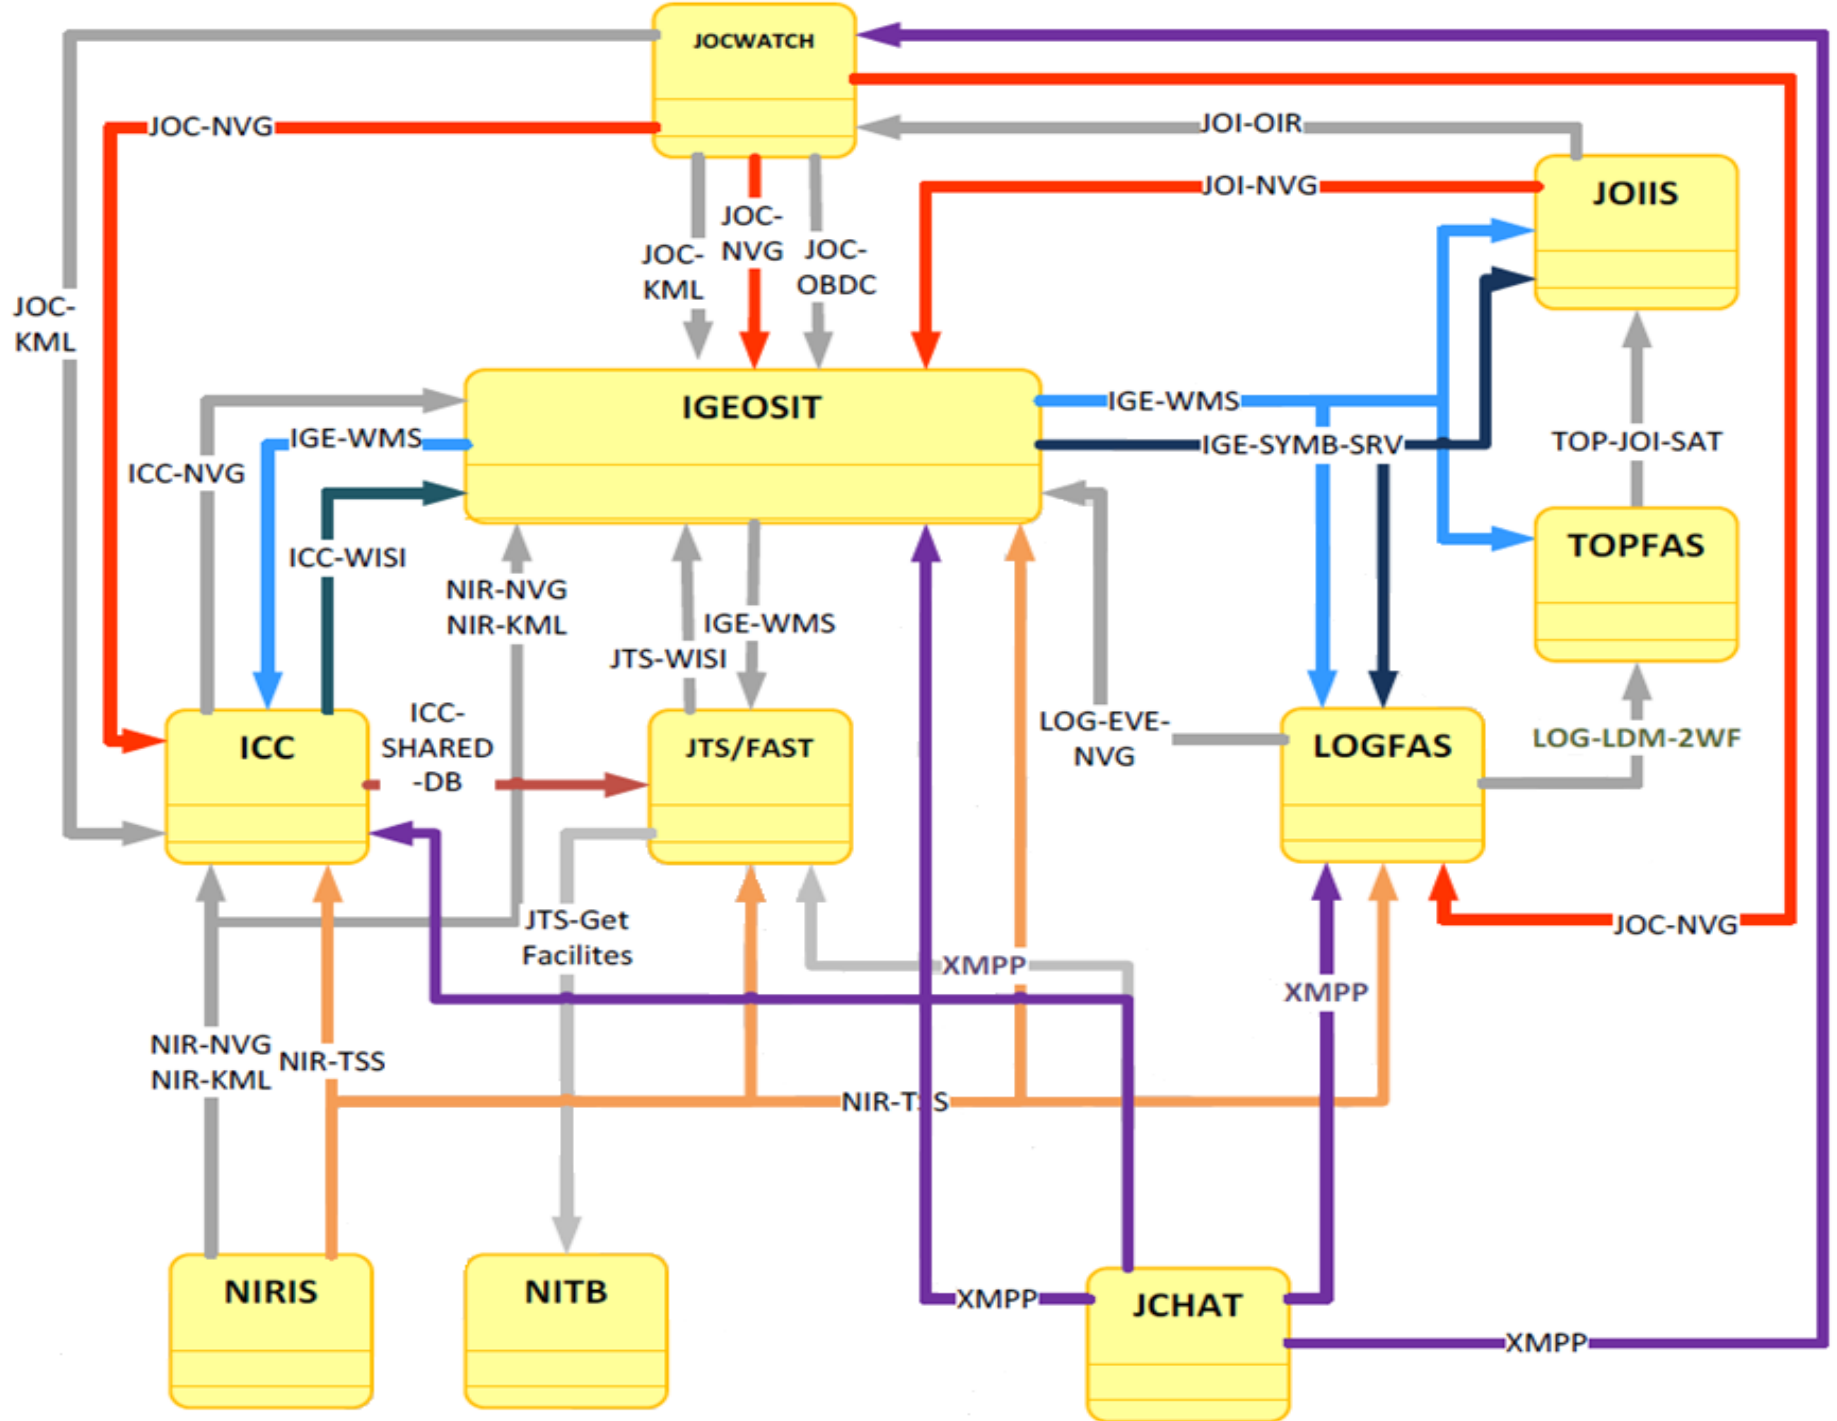 JOCWATCH
JOC-NVG
JOI-OIR
JOI-NVG
JOIIS
JOC-
KML
JOC-
NVG
JOC-
OBDC
JOC-
KML
IGEOSIT
IGE-WMS
IGE-WMS
IGE-SYMB-SRV
TOP-JOI-SAT
ICC-NVG
ICC-WISI
NIR-NVG
NIR-KML
IGE-WMS
JTS-WISI
TOPFAS
ICC-
SHARED
-DB
ICC
JTS/FAST
LOG-EVE-
NVG
LOGFAS
LOG-LDM-2WF
JTS-Get
Facilites
XMPP
XMPP
JOC-NVG
NIR-NVG
NIR-KML
NIR-TSS
NIR-TSS
NIRIS
NITB
XMPP
JCHAT
XMPP